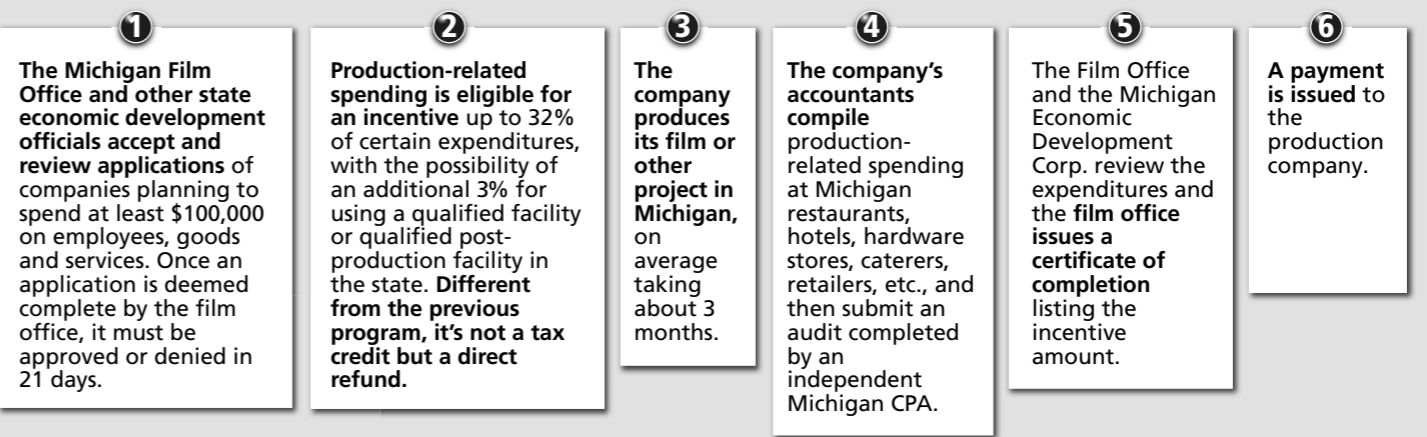 1
The Michigan Film
Office and other state
economic development
officials accept and
review applications of
companies planning to
spend at least $100,000
on employees, goods
and services. Once an
application is deemed
complete by the film
office, it must be
approved or denied in
21 days.
2
Production-related
spending is eligible for
an incentive up to 32%
of certain expenditures,
with the possibility of
an additional 3% for
using a qualified facility
or qualified post-
production facility in
the state. Different
from the previous
program, it’s not a tax
credit but a direct
refund.
3
The
company
produces
its film or
other
project in
Michigan,
on
average
taking
about 3
months.
4
The company’s
accountants
compile
production-
related spending
at Michigan
restaurants,
hotels, hardware
stores, caterers,
retailers, etc., and
then submit an
audit completed
by an
independent
Michigan CPA.
5
The Film Office
and the Michigan
Economic
Development
Corp. review the
expenditures and
the film office
issues a
certificate of
completion
listing the
incentive
amount.
6
A payment
is issued to
the
production
company.